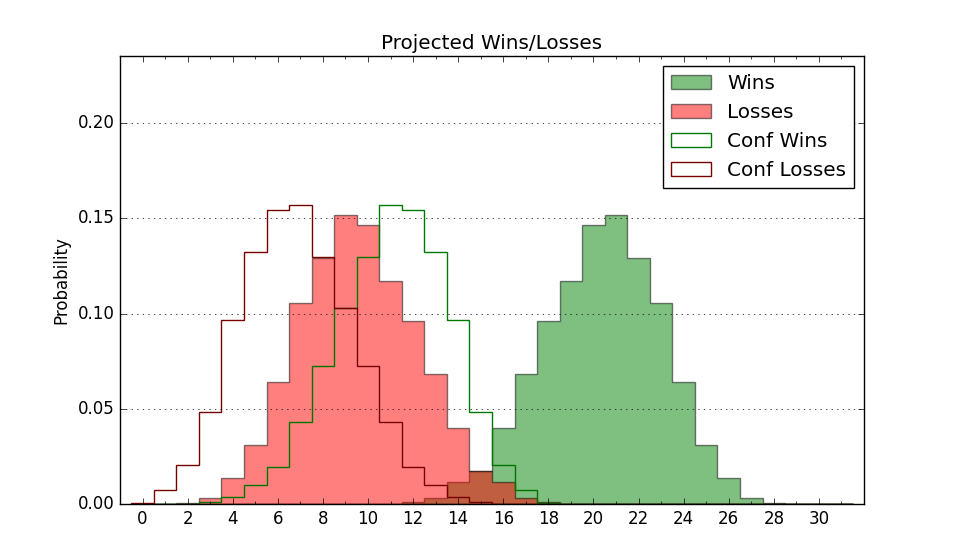 Projected Wins/Losses
Wins
Losses
Conf Wins
Conf Losses
Probability
0.20
0.15
0.10
0.05
0.00
0 2 4 6 8 10 12 14 16 18 20 22 24 26 28 30